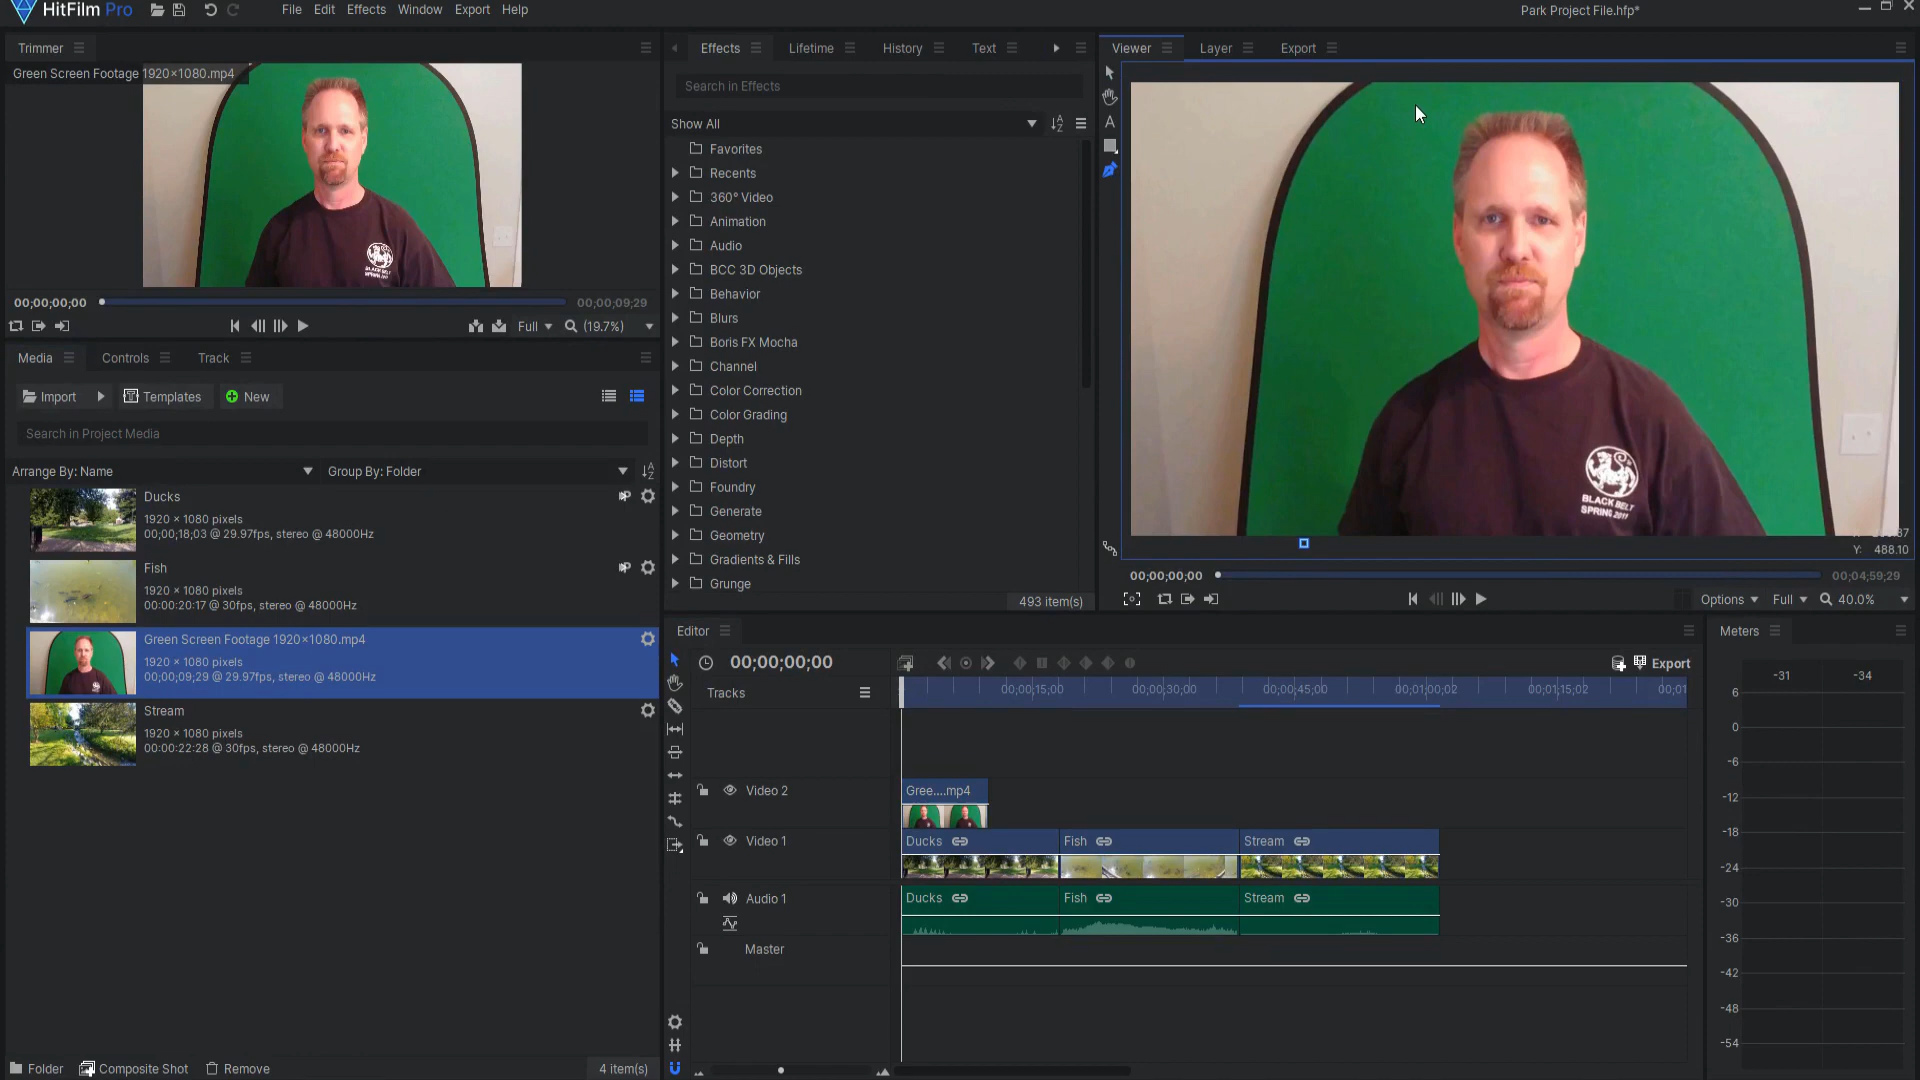 HitFilm Pro
File
Edit
Effects
Window
Export
Help
Park Project File.hfp*
Trimmer
Green Screen Footage 1920×1080.mp4
BLACK BELT
SPRING 2011
00;00;00;00
00;00;09;29
Full
(19.7%)
Media
Controls
Track
Import
Templates
New
Search in Project Media
Arrange By: Name
Group By: Folder
Ducks
1920 × 1080 pixels
00;00;18;03 @ 29.97fps, stereo @ 48000Hz
Fish
1920 × 1080 pixels
00:00:20:17 @ 30fps, stereo @ 48000Hz
Green Screen Footage 1920×1080.mp4
1920 × 1080 pixels
00;00;09;29 @ 29.97fps, stereo @ 48000Hz
Stream
1920 × 1080 pixels
00:00:22:28 @ 30fps, stereo @ 48000Hz
Folder
Composite Shot
Remove
4 item(s)
Effects
Lifetime
History
Text
Search in Effects
Show All
Favorites
Recents
360° Video
Animation
Audio
BCC 3D Objects
Behavior
Blurs
Boris FX Mocha
Channel
Color Correction
Color Grading
Depth
Distort
Foundry
Generate
Geometry
Gradients & Fills
Grunge
493 item(s)
Viewer
Layer
Export
A
BLACK BELT
SPRING 2011
Y: 488.10
00;00;00;00
00;04;59;29
Options
Full
40.0%
Editor
00;00;00;00
Export
Tracks
00;00;15;00
00;00;30;00
00;00;45;00
00;01;00;02
00;01;15;02
00;01
Video 2
Gree....mp4
Video 1
Ducks
Fish
Stream
Audio 1
Ducks
Fish
Stream
Master
Meters
-31
-34
6
0
-6
-12
-18
-24
-30
-36
-42
-48
-54